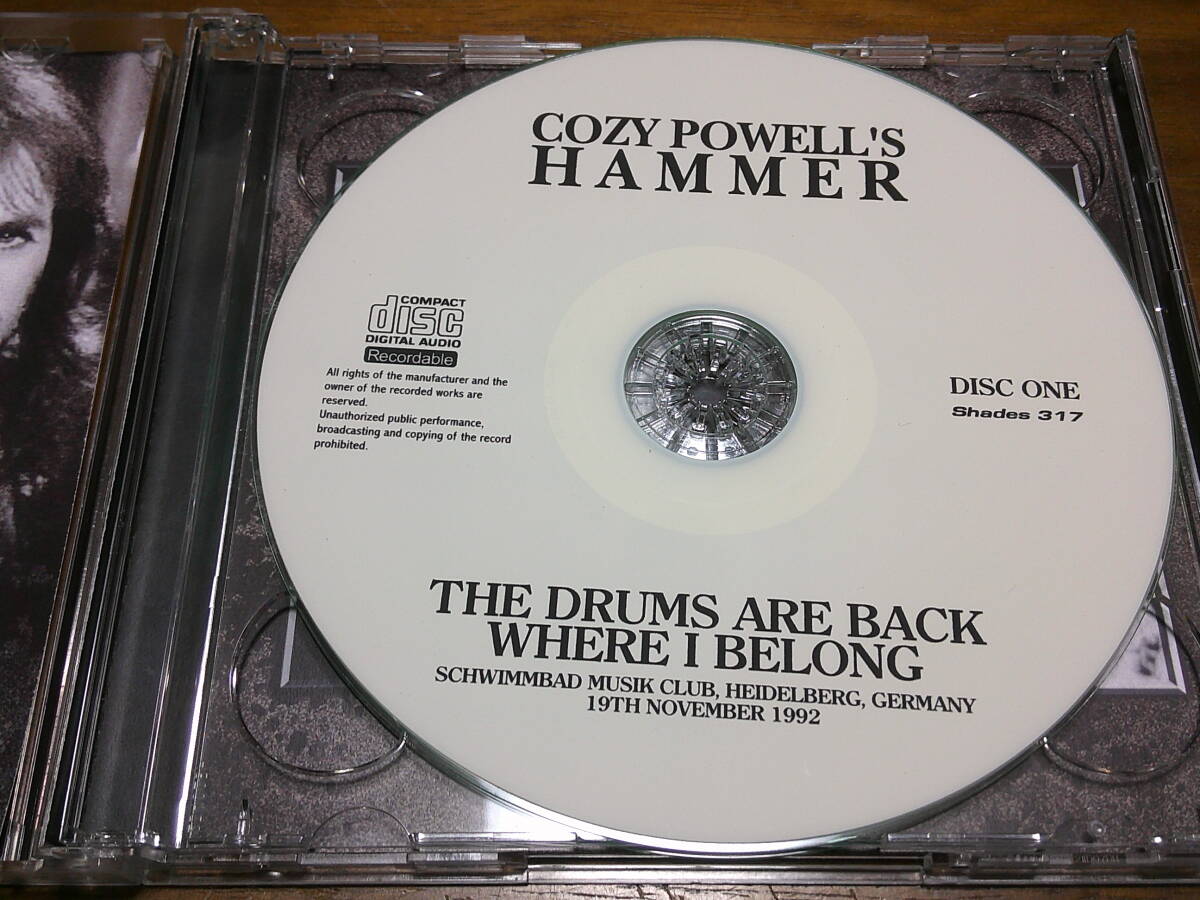 COZY POWELL'S
HAMMER
COMPACT
disc
DIGITAL AUDIO
Recordable
All rights of the manufacturer and the
owner of the recorded works are
reserved.
Unauthorized public performance,
broadcasting and copying of the record
prohibited.
DISC ONE
Shades 317
THE DRUMS ARE BACK
WHERE I BELONG
SCHWIMMBAD MUSIK CLUB, HEIDELBERG, GERMANY
19TH NOVEMBER 1992